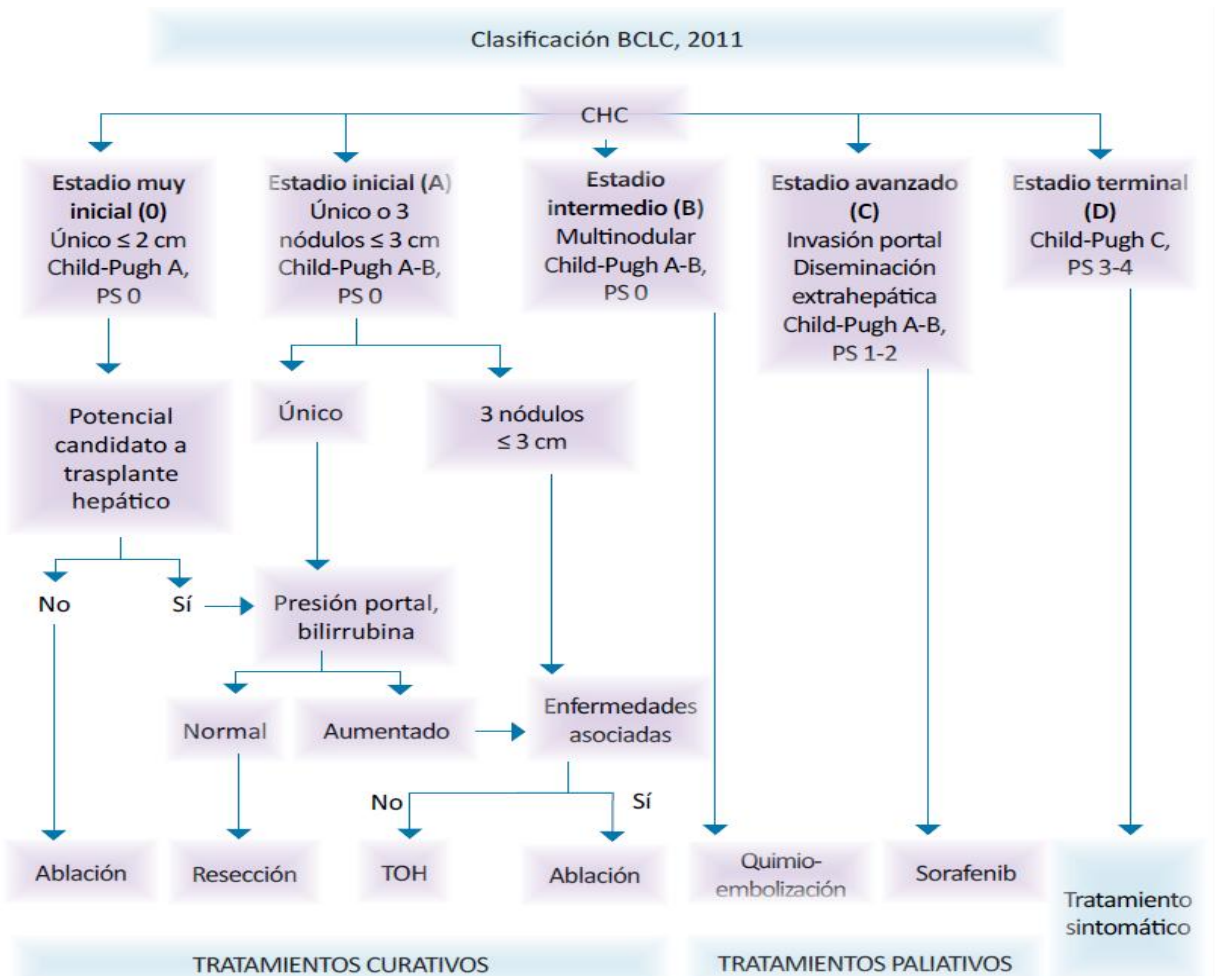 Clasificación BCLC, 2011
CHC
Estadio muy
inicial (0)
Único ≤ 2 cm
Child-Pugh A,
PS 0
Estadio inicial (A)
Único o 3
nódulos ≤ 3 cm
Child-Pugh A-B,
PS 0
Estadio
intermedio (B)
Multinodular
Child-Pugh A-B,
PS 0
Estadio avanzado
(C)
Invasión portal
Diseminación
extrahepática
Child-Pugh A-B,
PS 1-2
Estadio terminal
(D)
Child-Pugh C,
PS 3-4
Potencial
candidato a
trasplante
hepático
Único
3 nódulos
≤ 3 cm
No
Sí
Presión portal,
bilirrubina
Normal
Aumentado
Enfermedades
asociadas
No
Sí
Ablación
Resección
TOH
Ablación
Quimio-
embolización
Sorafenib
Tratamiento
sintomático
TRATAMIENTOS CURATIVOS
TRATAMIENTOS PALIATIVOS